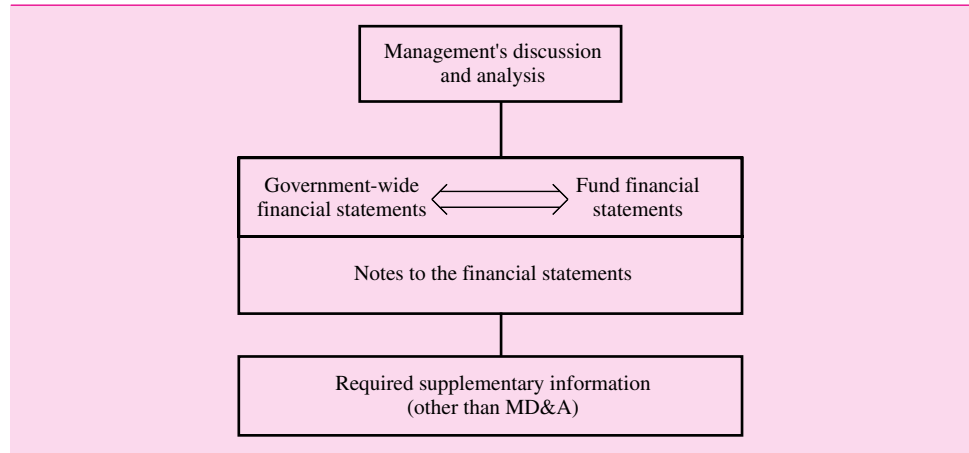 Management's discussion
and analysis
Government-wide
financial statements
Fund financial
statements
Notes to the financial statements
Required supplementary information
(other than MD&A)